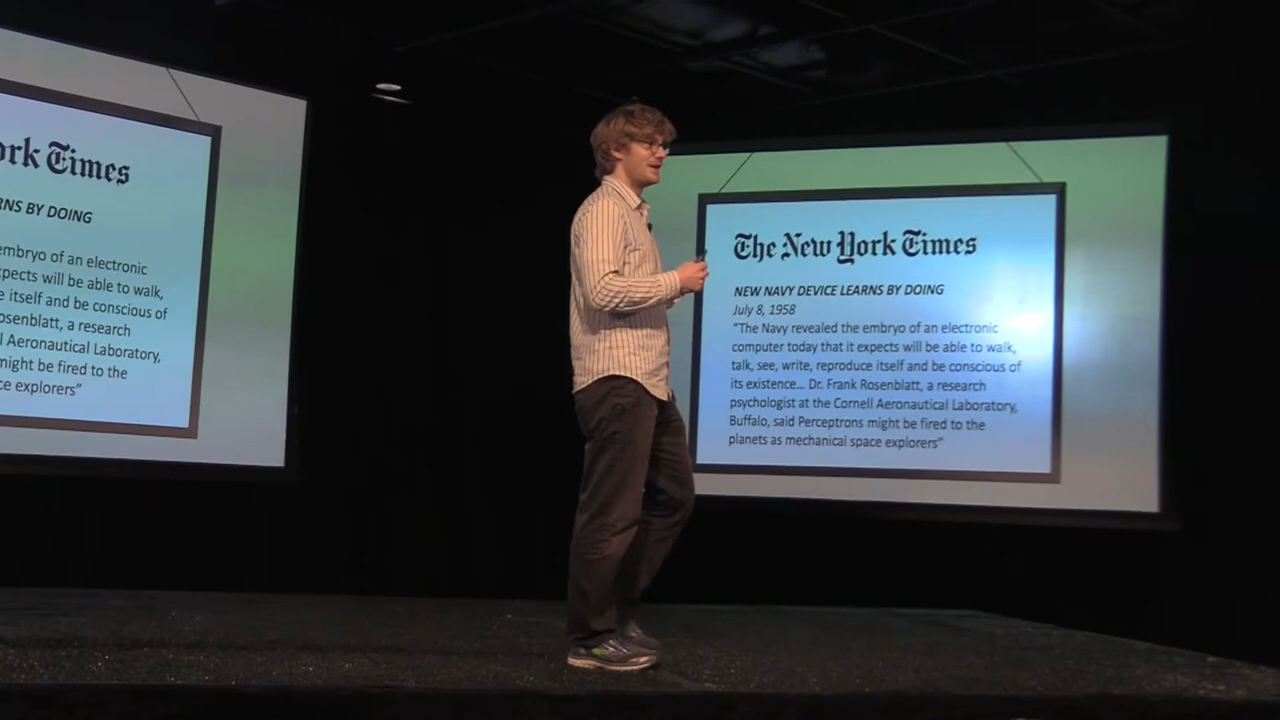 ork Times
RNS BY DOING
embryo of an electronic
xpects will be able to walk,
e itself and be conscious of
osenblatt, a research
l Aeronautical Laboratory,
might be fired to the
ce explorers”
The New York Times
NEW NAVY DEVICE LEARNS BY DOING
July 8, 1958
“The Navy revealed the embryo of an electronic
computer today that it expects will be able to walk,
talk, see, write, reproduce itself and be conscious of
its existence... Dr. Frank Rosenblatt, a research
psychologist at the Cornell Aeronautical Laboratory,
Buffalo, said Perceptrons might be fired to the
planets as mechanical space explorers”